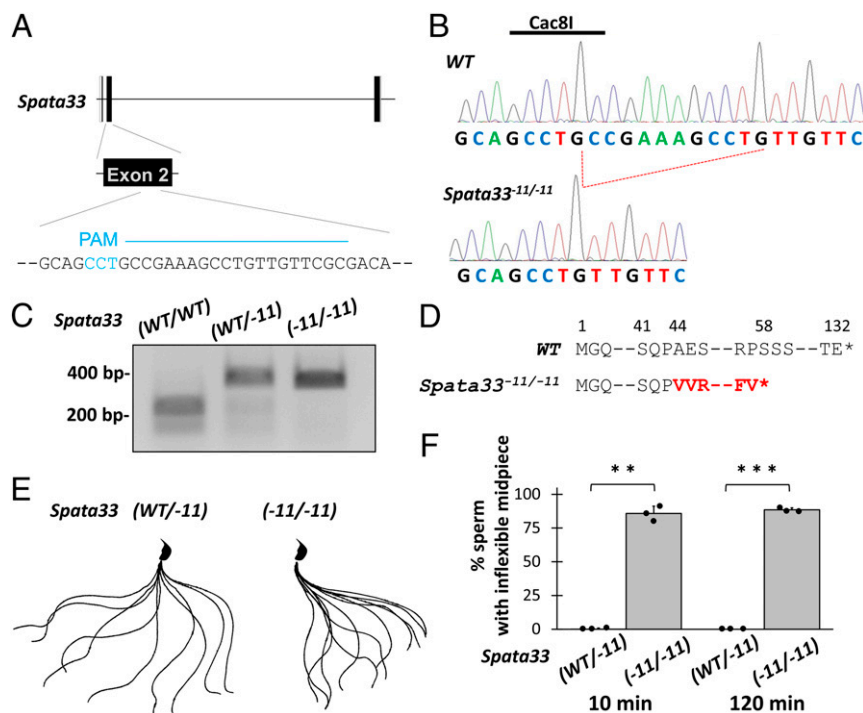 A
Spata33
Exon 2
PAM
--GCAGCCTGCCGAAAGCCTGTTGTTCGCGACA--
B
Cac8I
WT
GCAGCCTGCCGAAAGCCTGTTGTTC
Spata33-11/-11
GCAGCCTGTTGTTC
C
Spata33 (WT/WT) (WT/-11) (-11/-11)
400 bp-
200 bp-
D
1 41 44 58 132
WT MGQ--SQPAES--RPSSS--TE*
Spata33-11/-11 MGQ--SQPVVR--FV*
E
Spata33 (WT/-11) (-11/-11)
F
** ***
% sperm
with inflexible midpiece
100
75
50
25
0
Spata33 (WT/-11) (-11/-11) (WT/-11) (-11/-11)
10 min 120 min